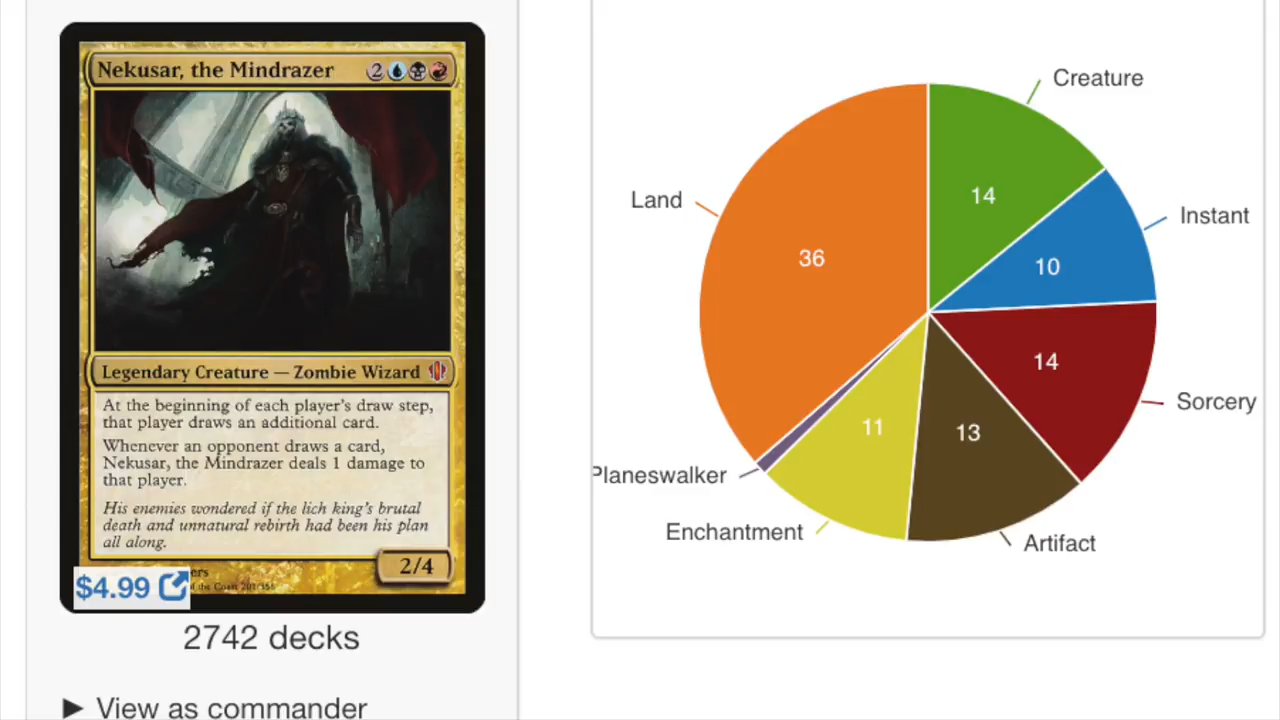 Nekusar, the Mindrazer 2
Legendary Creature — Zombie Wizard
At the beginning of each player's draw step,
that player draws an additional card.
Whenever an opponent draws a card,
Nekusar, the Mindrazer deals 1 damage to
that player.
His enemies wondered if the lich king's brutal
death and unnatural rebirth had been his plan
all along.
2/4
$4.99
2742 decks
► View as commander
Creature
14
Instant
10
Land
36
Sorcery
14
13
11
Planeswalker
Enchantment
Artifact